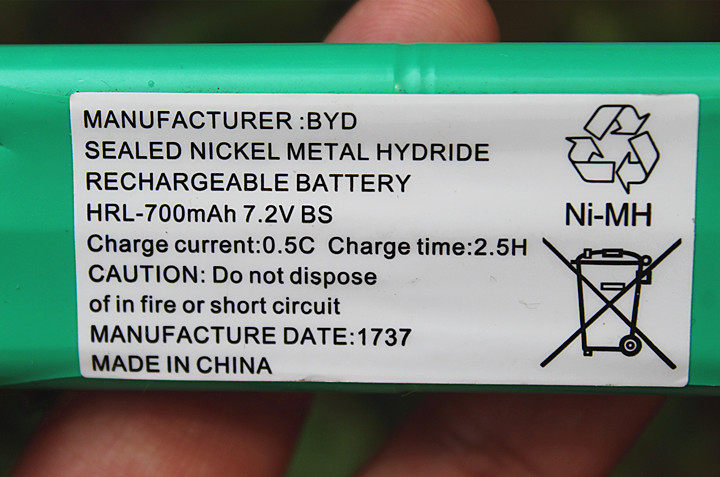 MANUFACTURER :BYD
SEALED NICKEL METAL HYDRIDE
RECHARGEABLE BATTERY
HRL-700mAh 7.2V BS
Charge current:0.5C Charge time:2.5H
CAUTION: Do not dispose
of in fire or short circuit
MANUFACTURE DATE:1737
MADE IN CHINA
Ni-MH